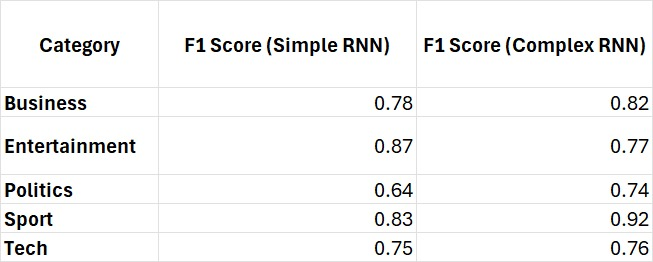 Category F1 Score (Simple RNN) F1 Score (Complex RNN)
Business 0.78 0.82
Entertainment 0.87 0.77
Politics 0.64 0.74
Sport 0.83 0.92
Tech 0.75 0.76